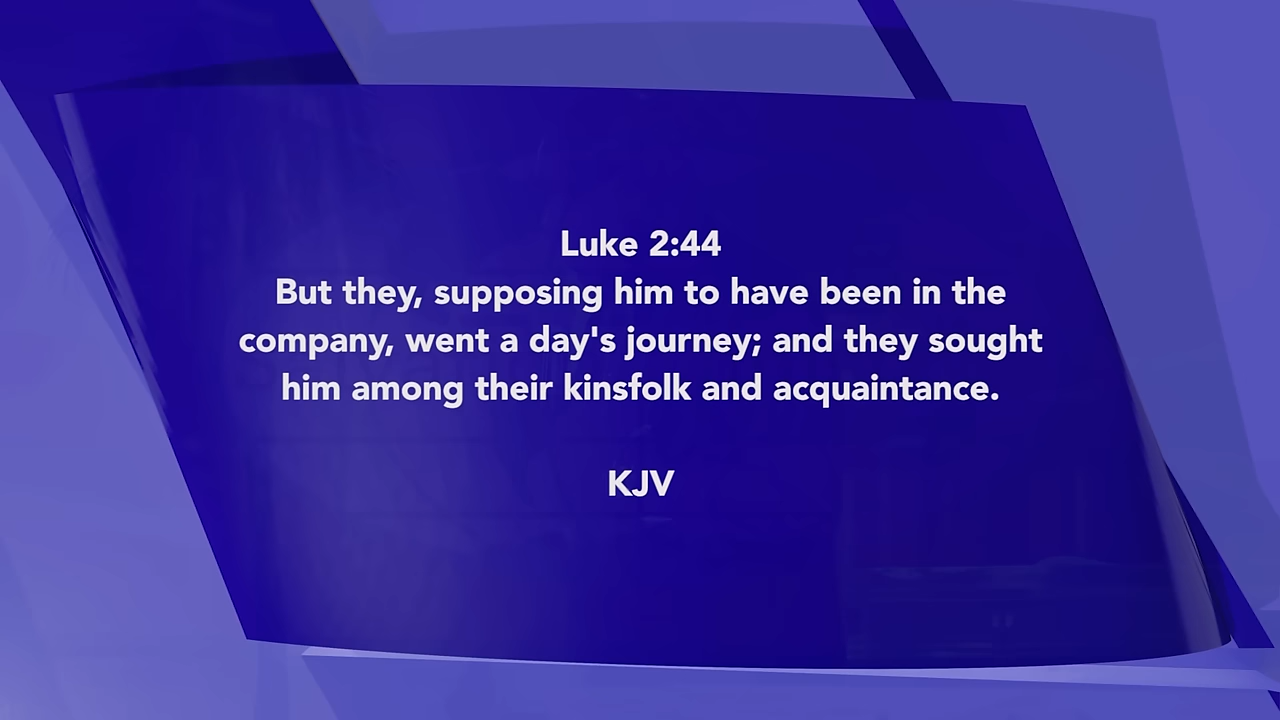 Luke 2:44
But they, supposing him to have been in the
company, went a day's journey; and they sought
him among their kinsfolk and acquaintance.
KJV